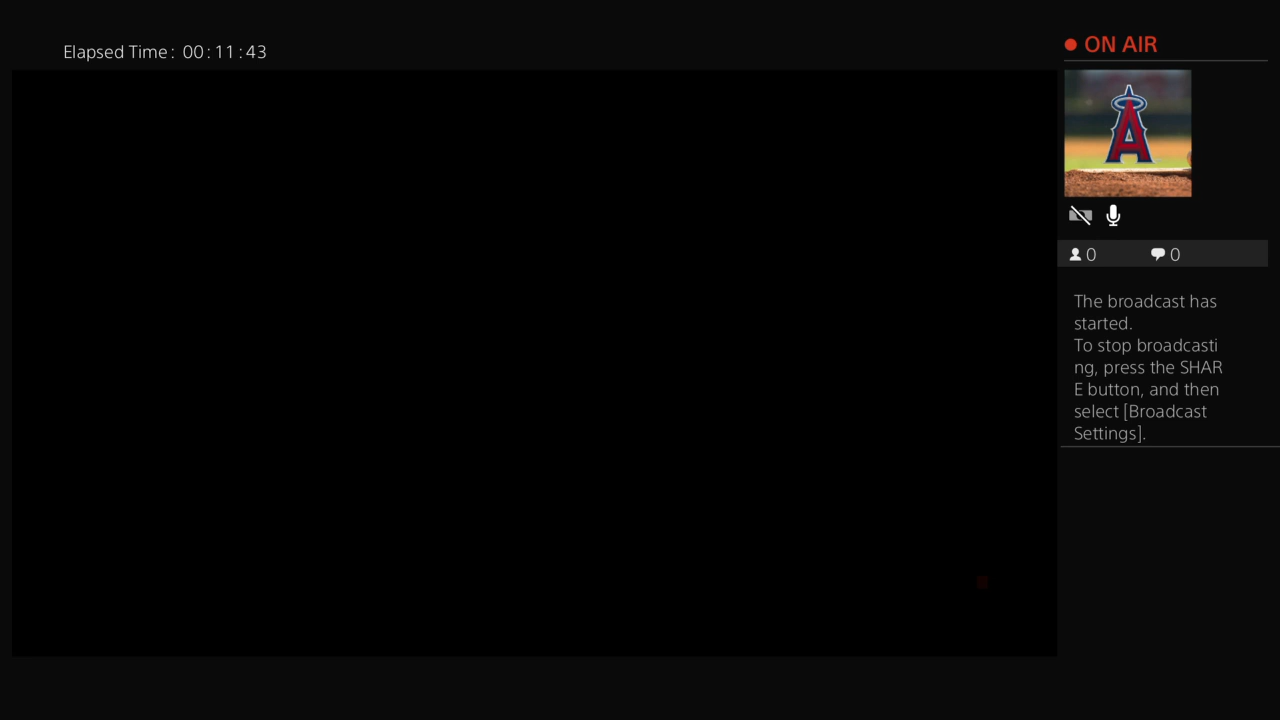 Elapsed Time: 00:11:43
ON AIR
A
0 0
The broadcast has
started.
To stop broadcasti
ng, press the SHAR
E button, and then
select [Broadcast
Settings].